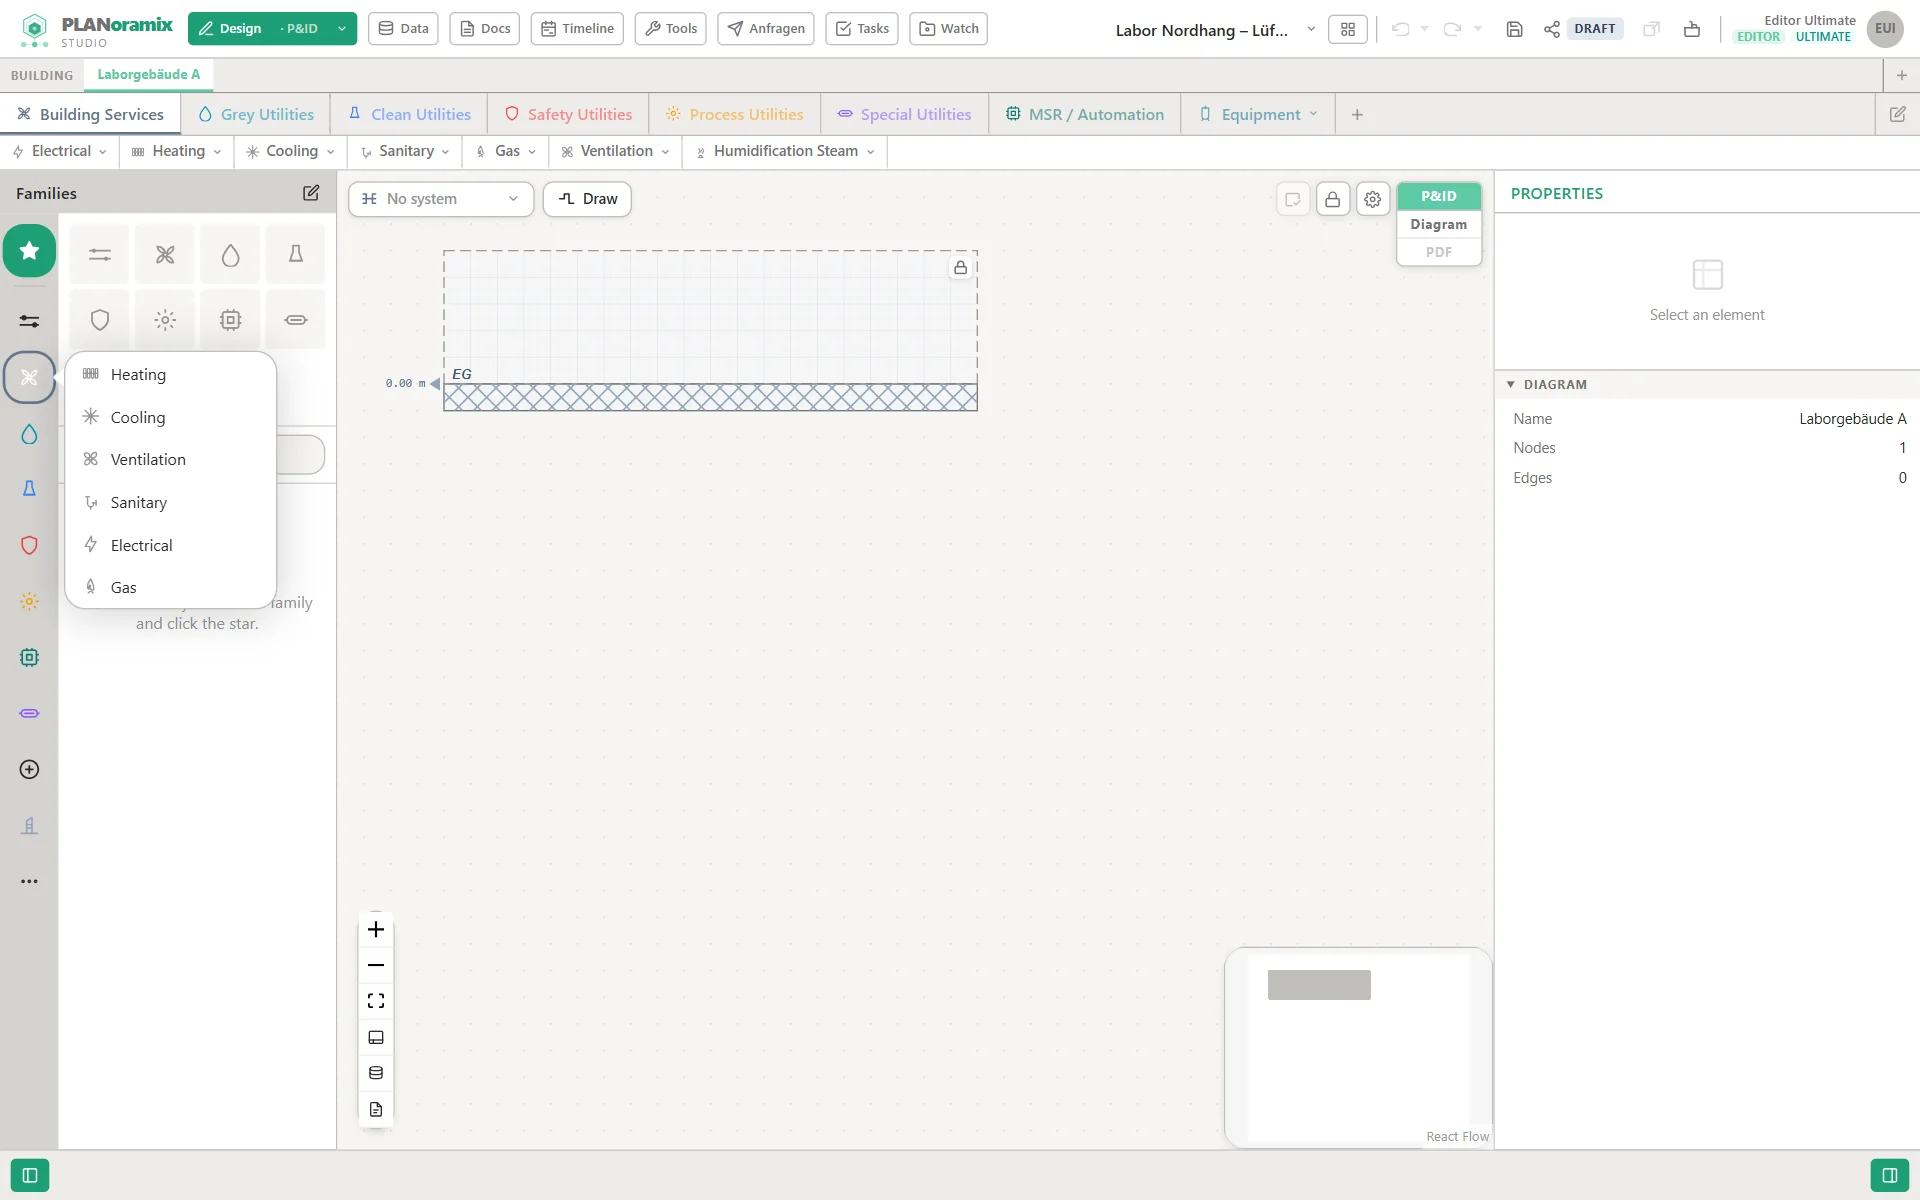 PLANoramix
STUDIO
Design · P&ID
Data
Docs
Timeline
Tools
Anfragen
Tasks
Watch
Labor Nordhang – Lüf...
DRAFT
Editor Ultimate
EDITOR ULTIMATE
EUI
BUILDING
Laborgebäude A
Building Services
Grey Utilities
Clean Utilities
Safety Utilities
Process Utilities
Special Utilities
MSR / Automation
Equipment
Electrical
Heating
Cooling
Sanitary
Gas
Ventilation
Humidification Steam
Families
Heating
Cooling
Ventilation
Sanitary
Electrical
Gas
family
and click the star.
No system
Draw
P&ID
Diagram
PDF
EG
0.00 m
React Flow
PROPERTIES
Select an element
DIAGRAM
Name Laborgebäude A
Nodes 1
Edges 0